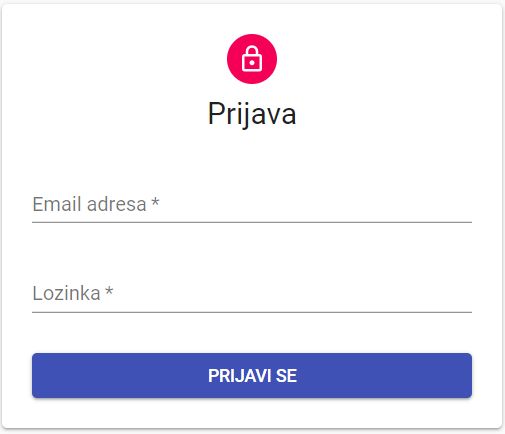 Prijava
Email adresa *
Lozinka *
PRIJAVI SE